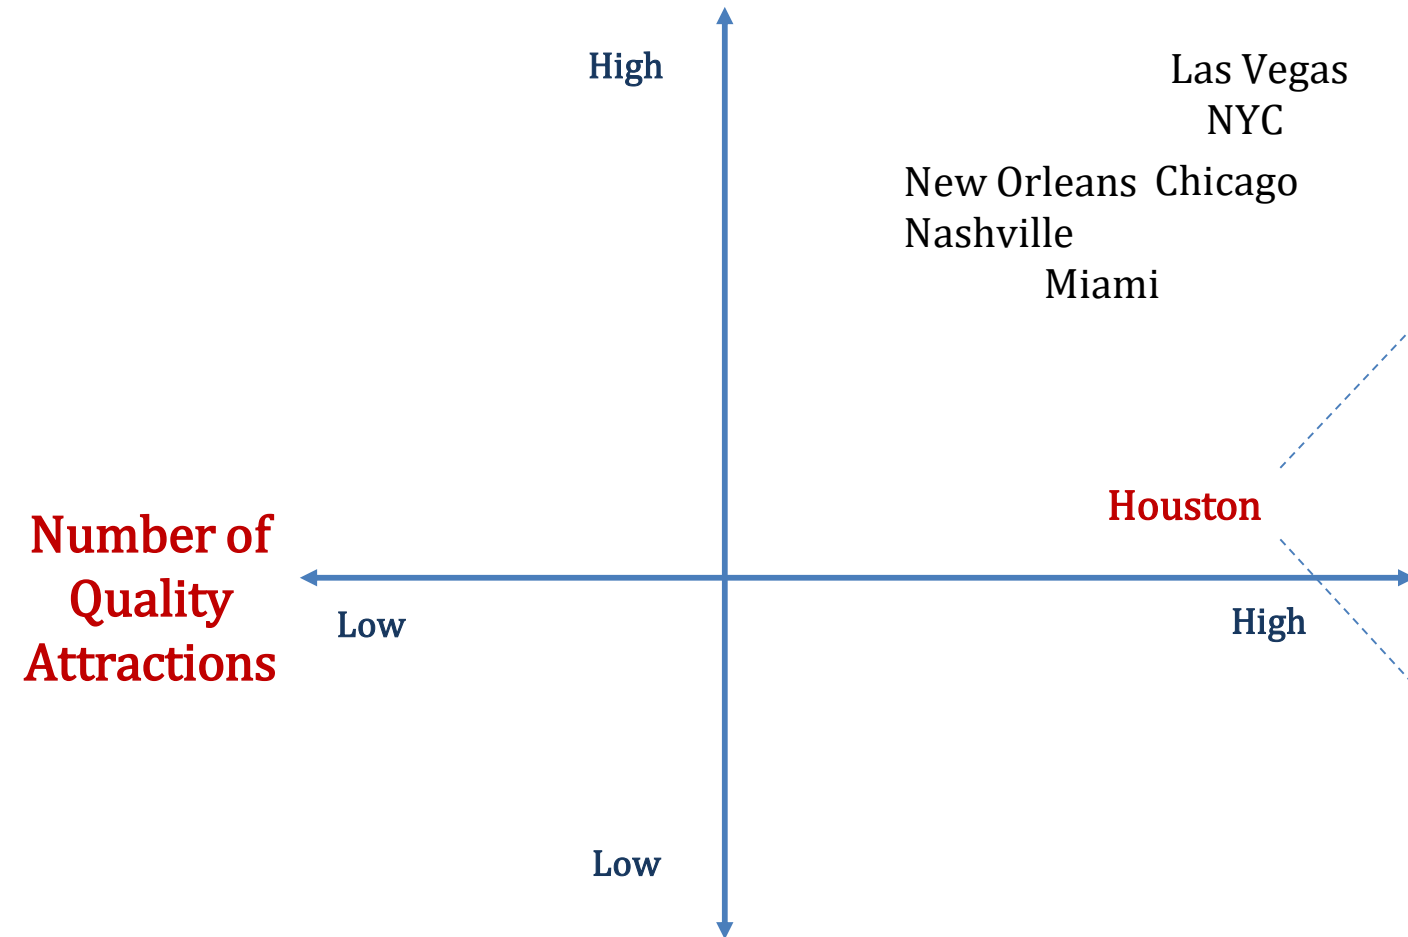 High
Las Vegas
NYC
New Orleans Chicago
Nashville
Miami
Houston
Number of
Quality
Attractions
Low
High
Low